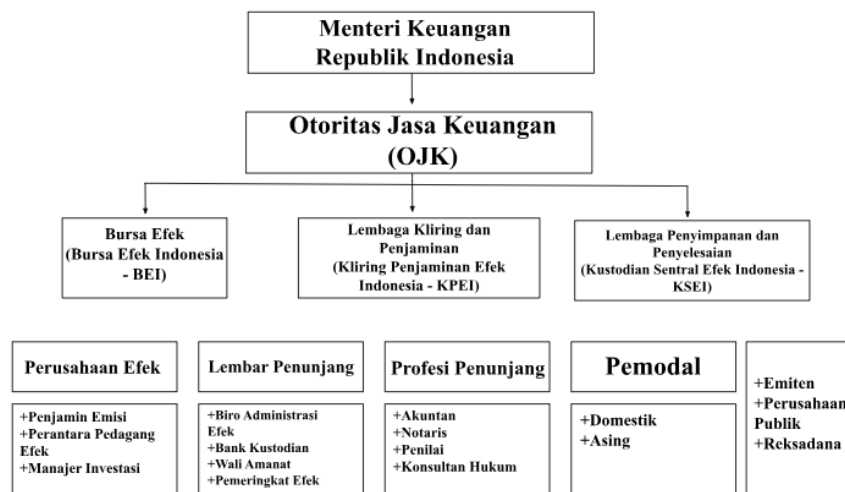 Menteri Keuangan
Republik Indonesia
Otoritas Jasa Keuangan
(OJK)
Bursa Efek
(Bursa Efek Indonesia
- BEI)
Lembaga Kliring dan
Penjaminan
(Kliring Penjaminan Efek
Indonesia - KPEI)
Lembaga Penyimpanan dan
Penyelesaian
(Kustodian Sentral Efek Indonesia -
KSEI)
Perusahaan Efek
+Penjamin Emisi
+Perantara Pedagang
Efek
+Manajer Investasi
Lembar Penunjang
+Biro Administrasi
Efek
+Bank Kustodian
+Wali Amanat
+Pemeringkat Efek
Profesi Penunjang
+Akuntan
+Notaris
+Penilai
+Konsultan Hukum
Pemodal
+Domestik
+Asing
+Emiten
+Perusahaan
Publik
+Reksadana